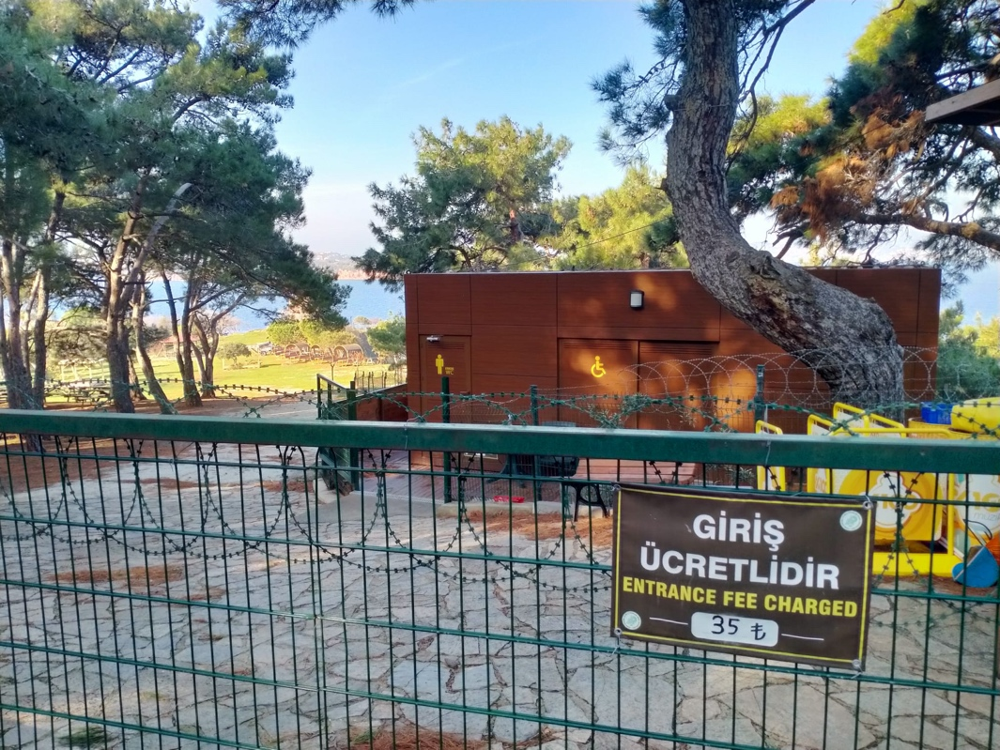 GİRİŞ
ÜCRETLİDİR
ENTRANCE FEE CHARGED
35 ₺